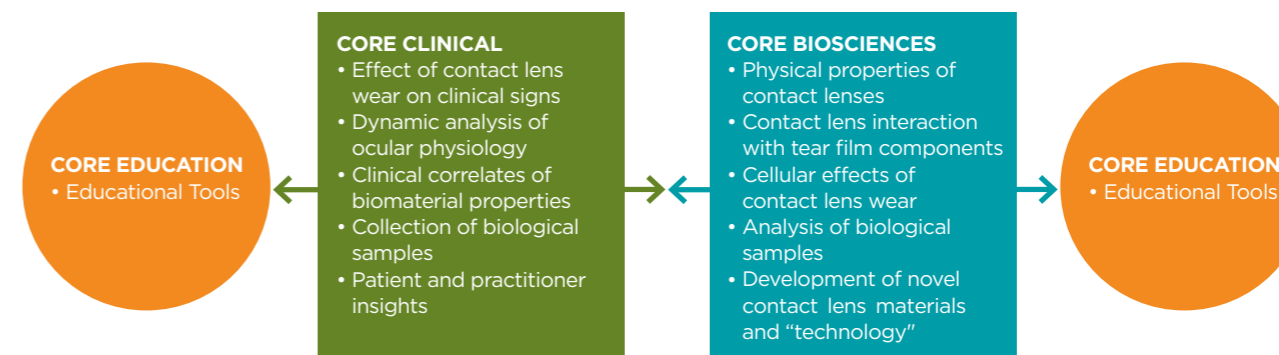 CORE EDUCATION
• Educational Tools
CORE CLINICAL
• Effect of contact lens
wear on clinical signs
• Dynamic analysis of
ocular physiology
• Clinical correlates of
biomaterial properties
• Collection of biological
samples
• Patient and practitioner
insights
CORE BIOSCIENCES
• Physical properties of
contact lenses
• Contact lens interaction
with tear film components
• Cellular effects of
contact lens wear
• Analysis of biological
samples
• Development of novel
contact lens materials
and “technology"
CORE EDUCATION
• Educational Tools